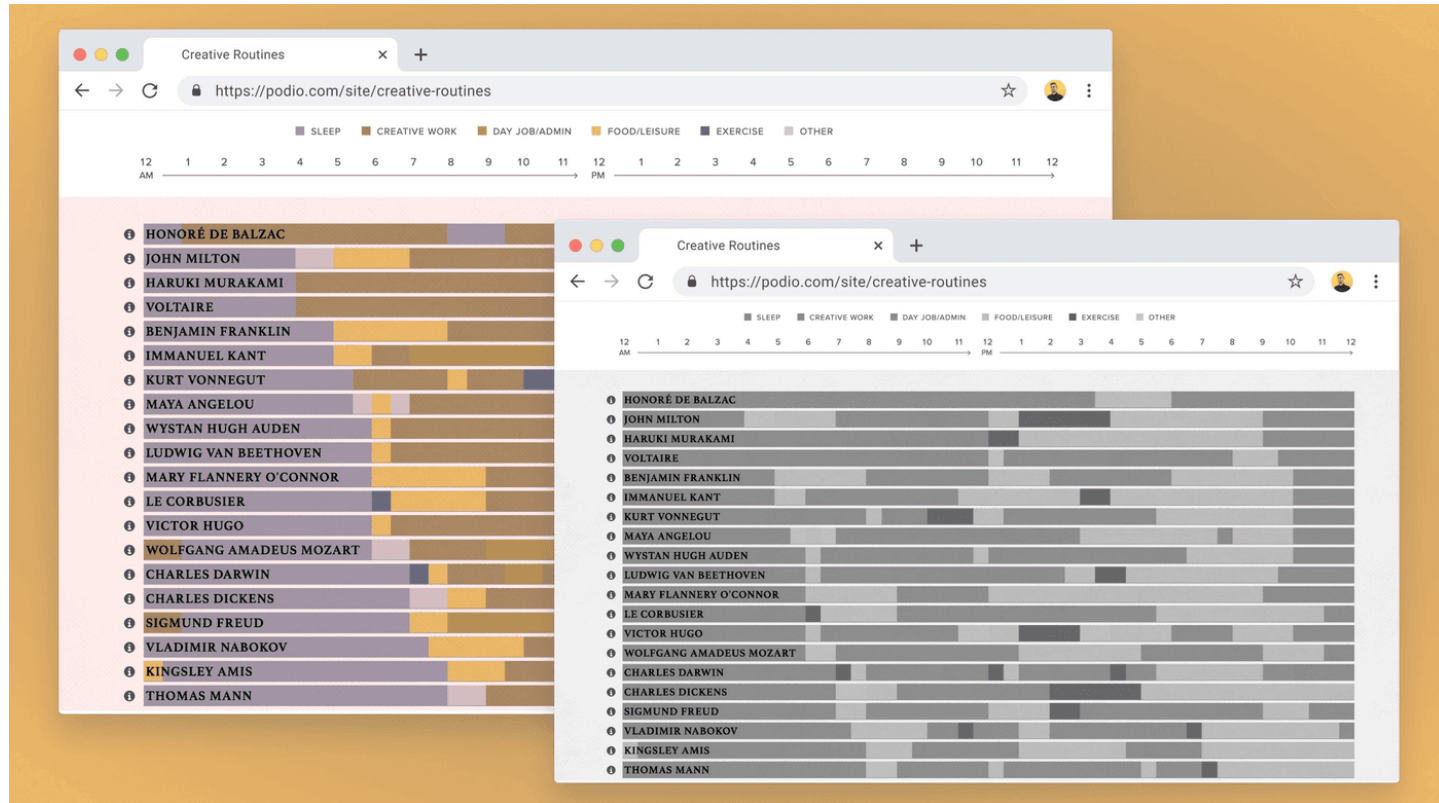 Creative Routines
https://podio.com/site/creative-routines
SLEEP CREATIVE WORK DAY JOB/ADMIN FOOD/LEISURE EXERCISE OTHER
12 1 2 3 4 5 6 7 8 9 10 11 12 1 2 3 4 5 6 7 8 9 10 11 12
AM PM
HONORÉ DE BALZAC
JOHN MILTON
HARUKI MURAKAMI
VOLTAIRE
BENJAMIN FRANKLIN
IMMANUEL KANT
KURT VONNEGUT
MAYA ANGELOU
WYSTAN HUGH AUDEN
LUDWIG VAN BEETHOVEN
MARY FLANNERY O'CONNOR
LE CORBUSIER
VICTOR HUGO
WOLFGANG AMADEUS MOZART
CHARLES DARWIN
CHARLES DICKENS
SIGMUND FREUD
VLADIMIR NABOKOV
KINGSLEY AMIS
THOMAS MANN
Creative Routines
https://podio.com/site/creative-routines
SLEEP CREATIVE WORK DAY JOB/ADMIN FOOD/LEISURE EXERCISE OTHER
12 1 2 3 4 5 6 7 8 9 10 11 12 1 2 3 4 5 6 7 8 9 10 11 12
AM PM
HONORÉ DE BALZAC
JOHN MILTON
HARUKI MURAKAMI
VOLTAIRE
BENJAMIN FRANKLIN
IMMANUEL KANT
KURT VONNEGUT
MAYA ANGELOU
WYSTAN HUGH AUDEN
LUDWIG VAN BEETHOVEN
MARY FLANNERY O'CONNOR
LE CORBUSIER
VICTOR HUGO
WOLFGANG AMADEUS MOZART
CHARLES DARWIN
CHARLES DICKENS
SIGMUND FREUD
VLADIMIR NABOKOV
KINGSLEY AMIS
THOMAS MANN